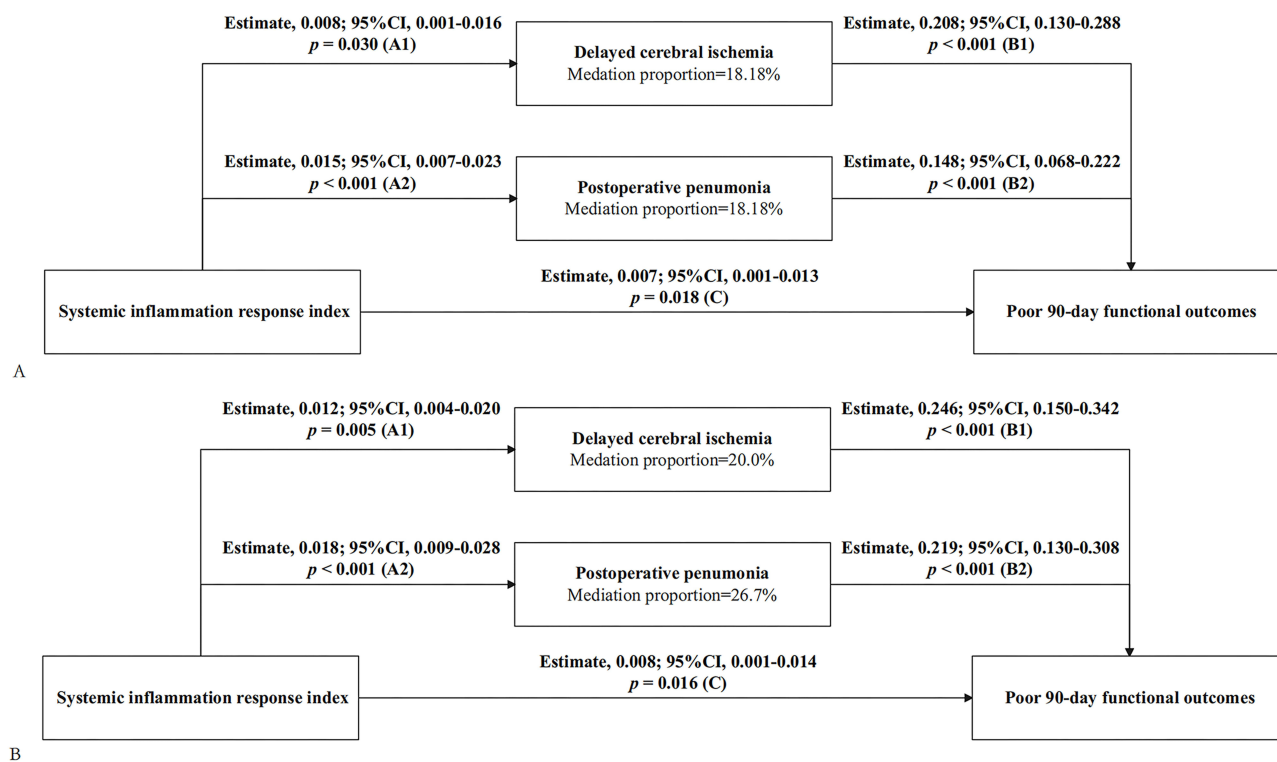 Estimate, 0.008; 95%CI, 0.001-0.016
p = 0.030 (A1)
Delayed cerebral ischemia
Medation proportion=18.18%
Estimate, 0.208; 95%CI, 0.130-0.288
p < 0.001 (B1)
Estimate, 0.015; 95%CI, 0.007-0.023
p < 0.001 (A2)
Postoperative penumonia
Mediation proportion=18.18%
Estimate, 0.148; 95%CI, 0.068-0.222
p < 0.001 (B2)
Systemic inflammation response index
Estimate, 0.007; 95%CI, 0.001-0.013
p = 0.018 (C)
Poor 90-day functional outcomes
A
Estimate, 0.012; 95%CI, 0.004-0.020
p = 0.005 (A1)
Delayed cerebral ischemia
Medation proportion=20.0%
Estimate, 0.246; 95%CI, 0.150-0.342
p < 0.001 (B1)
Estimate, 0.018; 95%CI, 0.009-0.028
p < 0.001 (A2)
Postoperative penumonia
Mediation proportion=26.7%
Estimate, 0.219; 95%CI, 0.130-0.308
p < 0.001 (B2)
Systemic inflammation response index
Estimate, 0.008; 95%CI, 0.001-0.014
p = 0.016 (C)
Poor 90-day functional outcomes
B